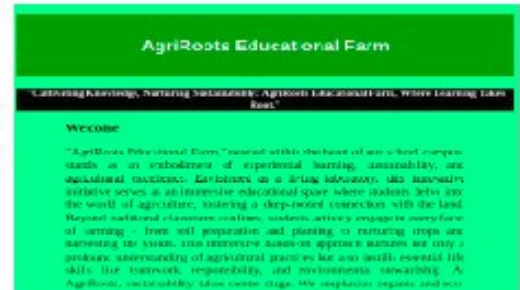 AgriRoots Educational Farm
"Cultivating Knowledge, Nurturing Sustainability: AgriRoots Educational Farm, Where Learning Takes
Root."
Wecome
"AgriRoots Educational Farm," nestled within the heart of our school campus,
stands as an embodiment of experiential learning, sustainability, and
agricultural excellence. Envisioned as a living laboratory, this innovative
initiative serves as an immersive educational space where students delve into
the world of agriculture, fostering a deep-rooted connection with the land.
Beyond traditional classroom confines, students actively engage in every facet
of farming - from soil preparation and planting to nurturing crops and
harvesting the yields. This immersive hands-on approach nurtures not only a
profound understanding of agricultural practices but also instills essential life
skills like teamwork, responsibility, and environmental stewardship. At
AgriRoots, sustainability takes center stage. We emphasize organic and eco-